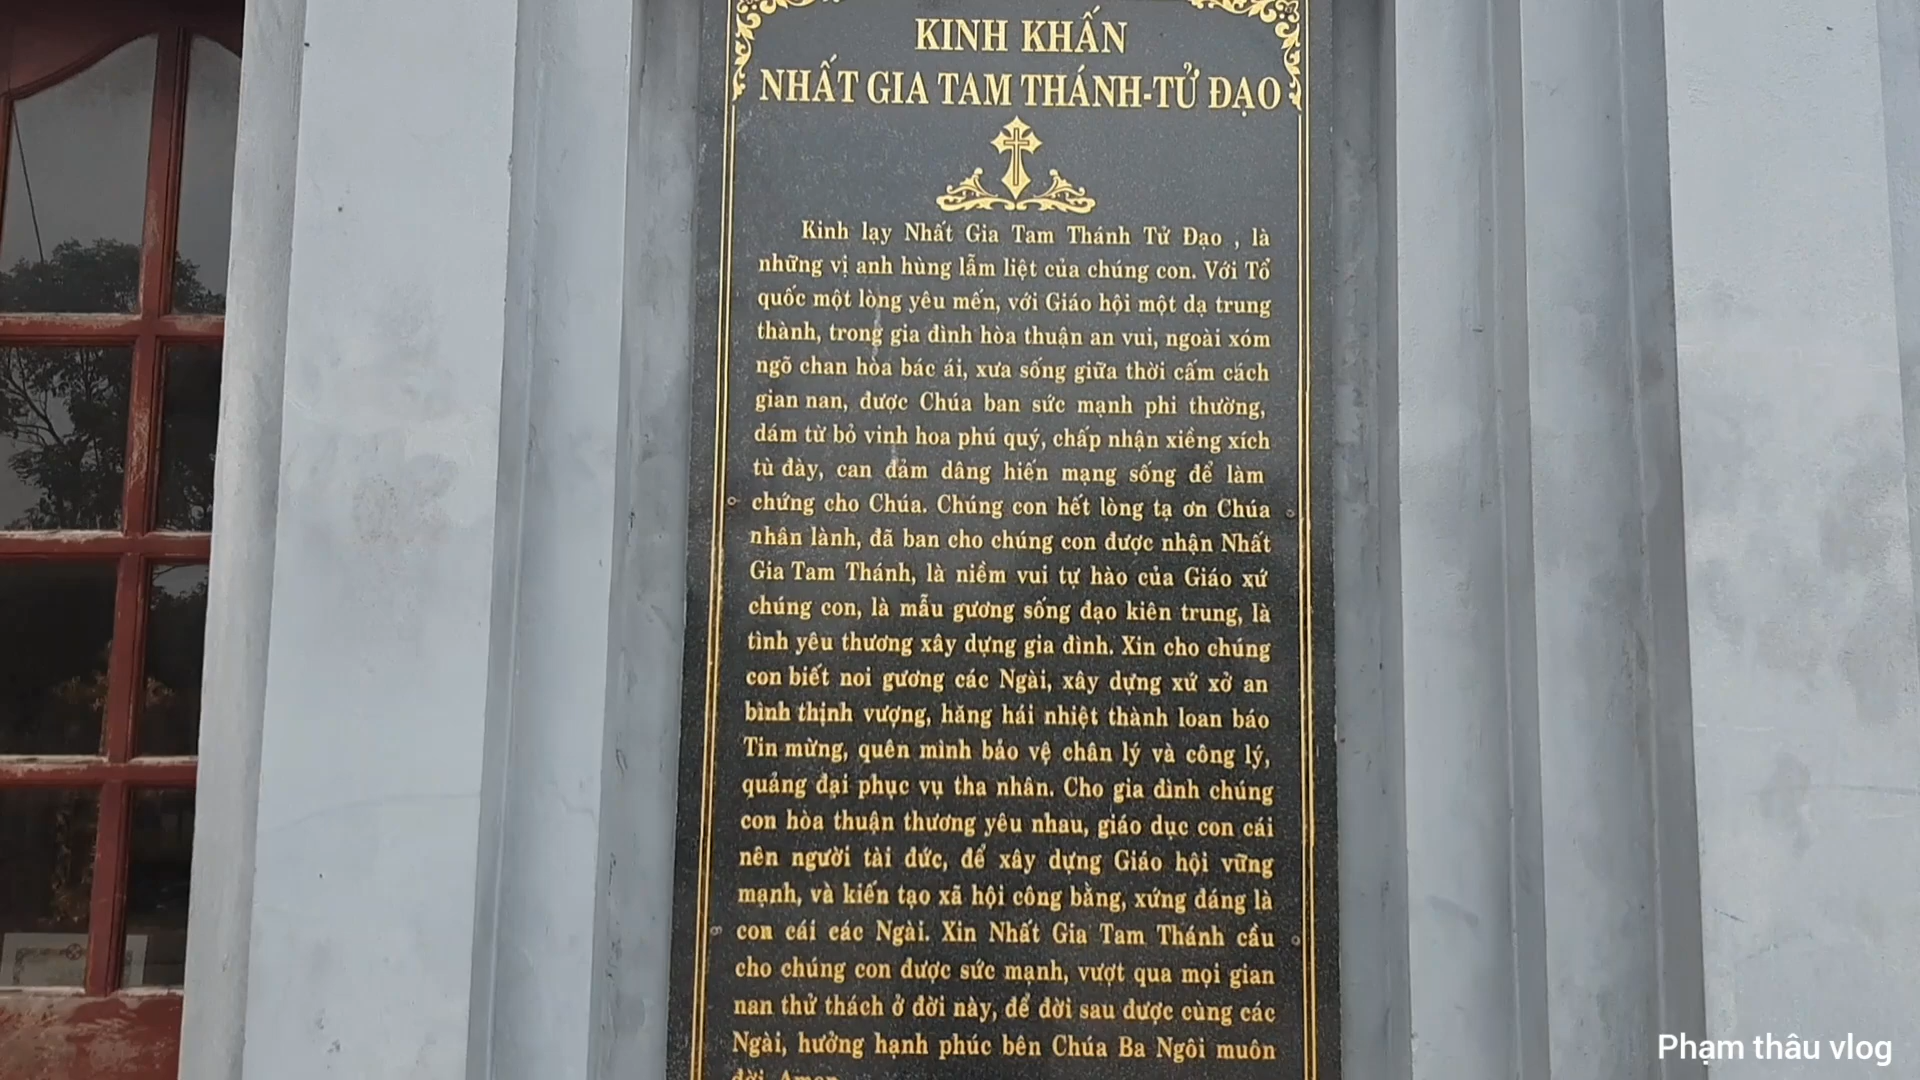 KINH KHẤN
NHẤT GIA TAM THÁNH-TỬ ĐẠO
Kinh lạy Nhất Gia Tam Thánh Tử Đạo , là
những vị anh hùng lẫm liệt của chúng con. Với Tổ
quốc một lòng yêu mến, với Giáo hội một dạ trung
thành, trong gia đình hòa thuận an vui, ngoài xóm
ngõ chan hòa bác ái, xưa sống giữa thời cấm cách
gian nan, được Chúa ban sức mạnh phi thường,
dám từ bỏ vinh hoa phú quý, chấp nhận xiềng xích
tù đày, can đảm dâng hiến mạng sống để làm
chứng cho Chúa. Chúng con hết lòng tạ ơn Chúa
nhân lành, đã ban cho chúng con được nhận Nhất
Gia Tam Thánh, là niềm vui tự hào của Giáo xứ
chúng con, là mẫu gương sống đạo kiên trung, là
tình yêu thương xây dựng gia đình. Xin cho chúng
con biết noi gương các Ngài, xây dựng xứ xở an
bình thịnh vượng, hăng hái nhiệt thành loan báo
Tin mừng, quên mình bảo vệ chân lý và công lý,
quảng đại phục vụ tha nhân. Cho gia đình chúng
con hòa thuận thương yêu nhau, giáo dục con cái
nên người tài đức, để xây dựng Giáo hội vững
mạnh, và kiến tạo xã hội công bằng, xứng đáng là
con cái các Ngài. Xin Nhất Gia Tam Thánh cầu
cho chúng con được sức mạnh, vượt qua mọi gian
nan thử thách ở đời này, để đời sau được cùng các
Ngài, hưởng hạnh phúc bên Chúa Ba Ngôi muôn
đời. Amen
Phạm thâu vlog